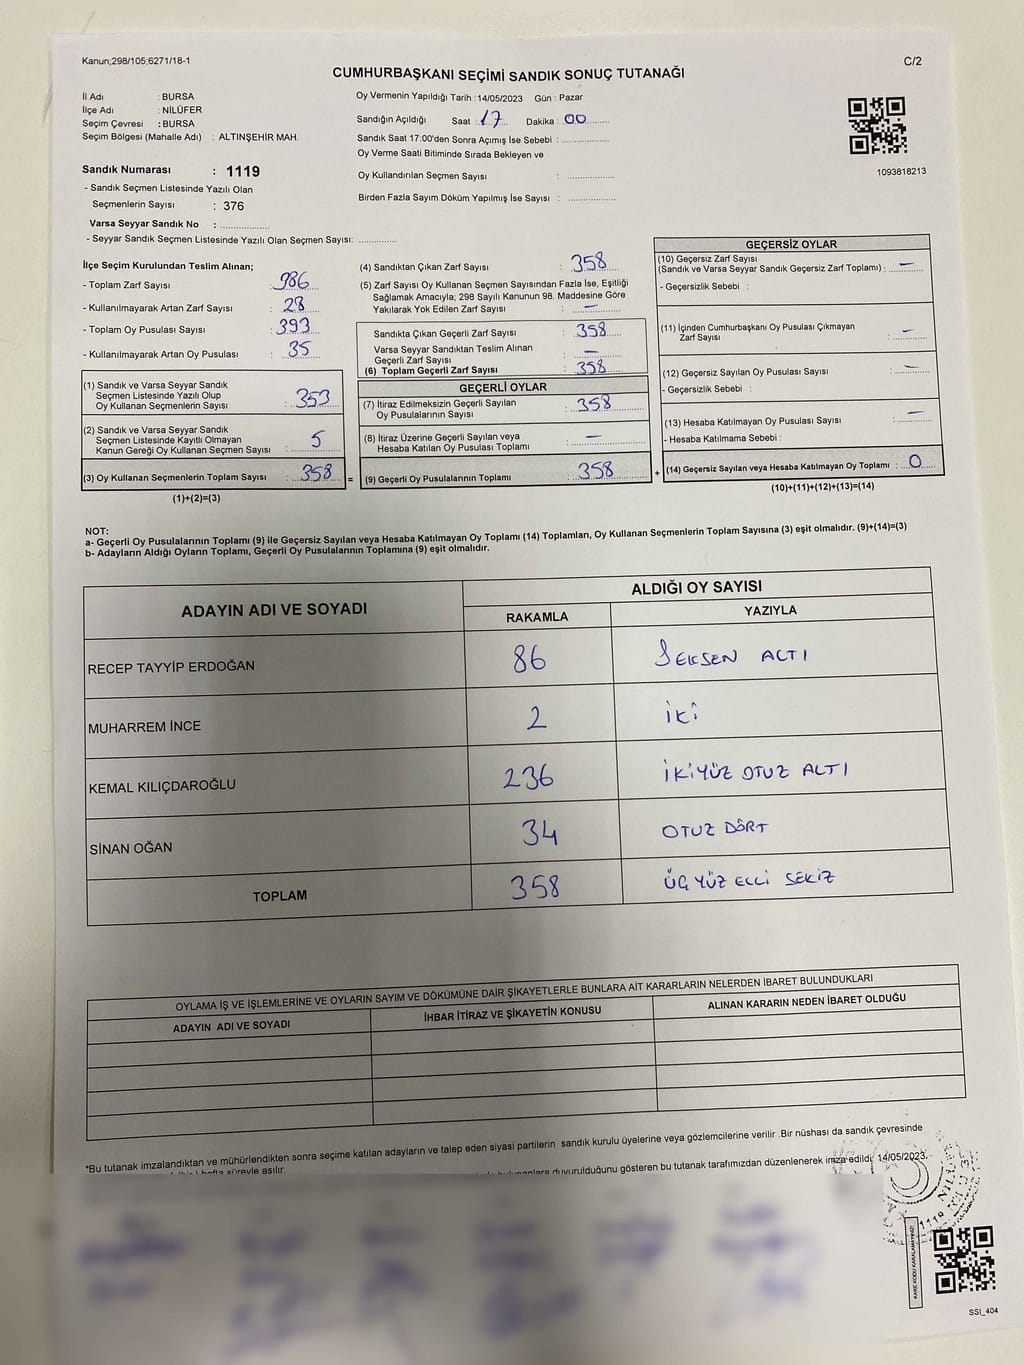 Kanun;298/105;6271/18-1
C/2
CUMHURBAŞKANI SEÇİMİ SANDIK SONUÇ TUTANAĞI
İl Adı : BURSA
İlçe Adı : NİLÜFER
Seçim Çevresi : BURSA
Seçim Bölgesi (Mahalle Adı) : ALTINŞEHİR MAH.
Sandık Numarası : 1119
- Sandık Seçmen Listesinde Yazılı Olan
Seçmenlerin Sayısı : 376
Varsa Seyyar Sandık No : ..............
- Seyyar Sandık Seçmen Listesinde Yazılı Olan Seçmen Sayısı: ............
Oy Vermenin Yapıldığı Tarih :14/05/2023 Gün : Pazar
Sandığın Açıldığı Saat : 17 Dakika : 00
Sandık Saat 17:00'den Sonra Açımış İse Sebebi : ..............
Oy Verme Saati Bitiminde Sırada Bekleyen ve
Oy Kullandırılan Seçmen Sayısı : ..............
Birden Fazla Sayım Döküm Yapılmış İse Sayısı : ..............
1093818213
İlçe Seçim Kurulundan Teslim Alınan;
- Toplam Zarf Sayısı : 386
- Kullanılmayarak Artan Zarf Sayısı : 28
- Toplam Oy Pusulası Sayısı : 393
- Kullanılmayarak Artan Oy Pusulası : 35
(1) Sandık ve Varsa Seyyar Sandık
Seçmen Listesinde Yazılı Olup
Oy Kullanan Seçmenlerin Sayısı : 353
(2) Sandık ve Varsa Seyyar Sandık
Seçmen Listesinde Kayıtlı Olmayan
Kanun Gereği Oy Kullanan Seçmen Sayısı : 5
(3) Oy Kullanan Seçmenlerin Toplam Sayısı : 358 =
(1)+(2)=(3)
(4) Sandıktan Çıkan Zarf Sayısı : 358
(5) Zarf Sayısı Oy Kullanan Seçmen Sayısından Fazla İse, Eşitliği
Sağlamak Amacıyla; 298 Sayılı Kanunun 98. Maddesine Göre
Yakılarak Yok Edilen Zarf Sayısı : —
Sandıkta Çıkan Geçerli Zarf Sayısı : 358
Varsa Seyyar Sandıktan Teslim Alınan
Geçerli Zarf Sayısı : —
(6) Toplam Geçerli Zarf Sayısı : 358
GEÇERLİ OYLAR
(7) İtiraz Edilmeksizin Geçerli Sayılan
Oy Pusulalarının Sayısı : 358
(8) İtiraz Üzerine Geçerli Sayılan veya
Hesaba Katılan Oy Pusulası Toplamı : —
(9) Geçerli Oy Pusulalarının Toplamı : 358 +
GEÇERSİZ OYLAR
(10) Geçersiz Zarf Sayısı
(Sandık ve Varsa Seyyar Sandık Geçersiz Zarf Toplamı) : —
- Geçersizlik Sebebi :
(11) İçinden Cumhurbaşkanı Oy Pusulası Çıkmayan
Zarf Sayısı : —
(12) Geçersiz Sayılan Oy Pusulası Sayısı : —
- Geçersizlik Sebebi :
(13) Hesaba Katılmayan Oy Pusulası Sayısı : —
- Hesaba Katılmama Sebebi :
(14) Geçersiz Sayılan veya Hesaba Katılmayan Oy Toplamı : 0
(10)+(11)+(12)+(13)=(14)
NOT:
a- Geçerli Oy Pusulalarının Toplamı (9) ile Geçersiz Sayılan veya Hesaba Katılmayan Oy Toplamı (14) Toplamları, Oy Kullanan Seçmenlerin Toplam Sayısına (3) eşit olmalıdır. (9)+(14)=(3)
b- Adayların Aldığı Oyların Toplamı, Geçerli Oy Pusulalarının Toplamına (9) eşit olmalıdır.
ADAYIN ADI VE SOYADI
ALDIĞI OY SAYISI
RAKAMLA YAZIYLA
RECEP TAYYİP ERDOĞAN 86 SEKSEN ALTI
MUHARREM İNCE 2 İKİ
KEMAL KILIÇDAROĞLU 236 İKİYÜZ OTUZ ALTI
SİNAN OĞAN 34 OTUZ DÖRT
TOPLAM 358 ÜÇ YÜZ ELLİ SEKİZ
OYLAMA İŞ VE İŞLEMLERİNE VE OYLARIN SAYIM VE DÖKÜMÜNE DAİR ŞİKAYETLERLE BUNLARA AİT KARARLARIN NELERDEN İBARET BULUNDUKLARI
ADAYIN ADI VE SOYADI İHBAR İTİRAZ VE ŞİKAYETİN KONUSU ALINAN KARARIN NEDEN İBARET OLDUĞU
*Bu tutanak imzalandıktan ve mühürlendikten sonra seçime katılan adayların ve talep eden siyasi partilerin sandık kurulu üyelerine veya gözlemcilerine verilir .Bir nüshası da sandık çevresinde
hafta süreyle asılır.
duyurulduğunu gösteren bu tutanak tarafımızdan düzenlenerek imza edildi. 14/05/2023.
1119
KARE KODU KARALAMAYINIZ!
SSI_404